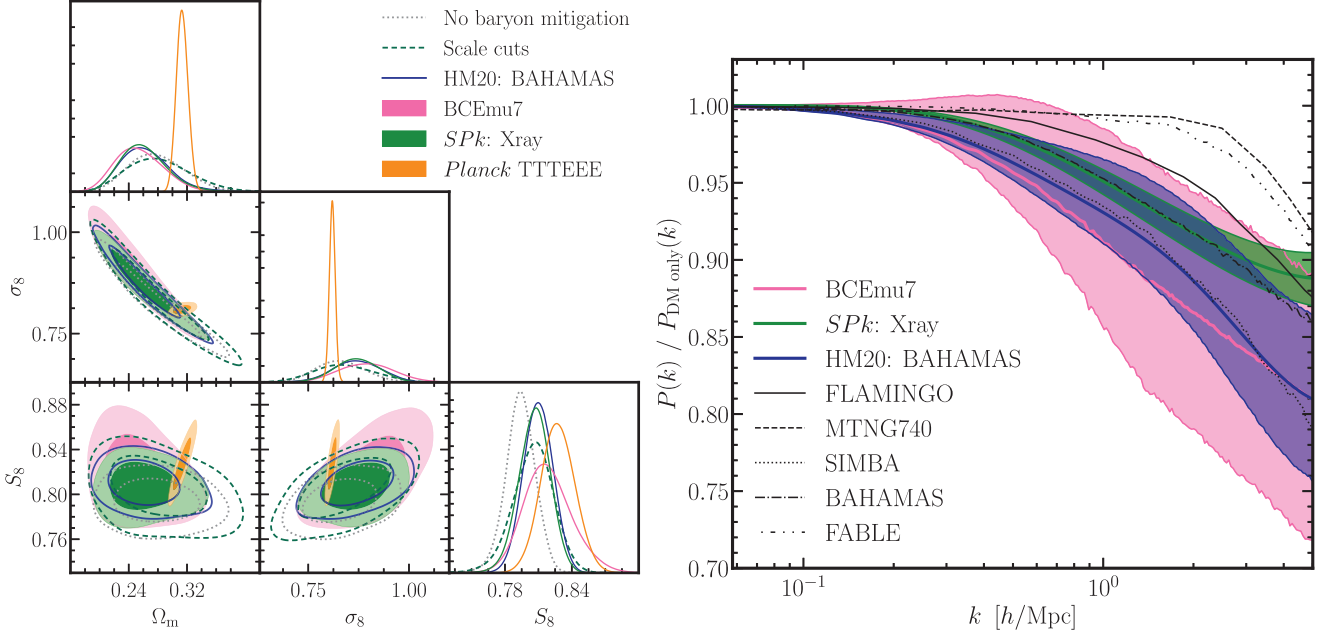 No baryon mitigation
Scale cuts
HM20: BAHAMAS
BCEmu7
SPk: Xray
Planck TTTEEE
1.00
0.75
σ₈
0.88
0.84
0.80
0.76
S₈
0.24 0.32
Ωₘ
0.75 1.00
σ₈
0.78 0.84
S₈
1.00
0.95
0.90
0.85
0.80
0.75
0.70
P(k) / P_DM only(k)
BCEmu7
SPk: Xray
HM20: BAHAMAS
FLAMINGO
MTNG740
SIMBA
BAHAMAS
FABLE
10⁻¹ 10⁰
k [h/Mpc]